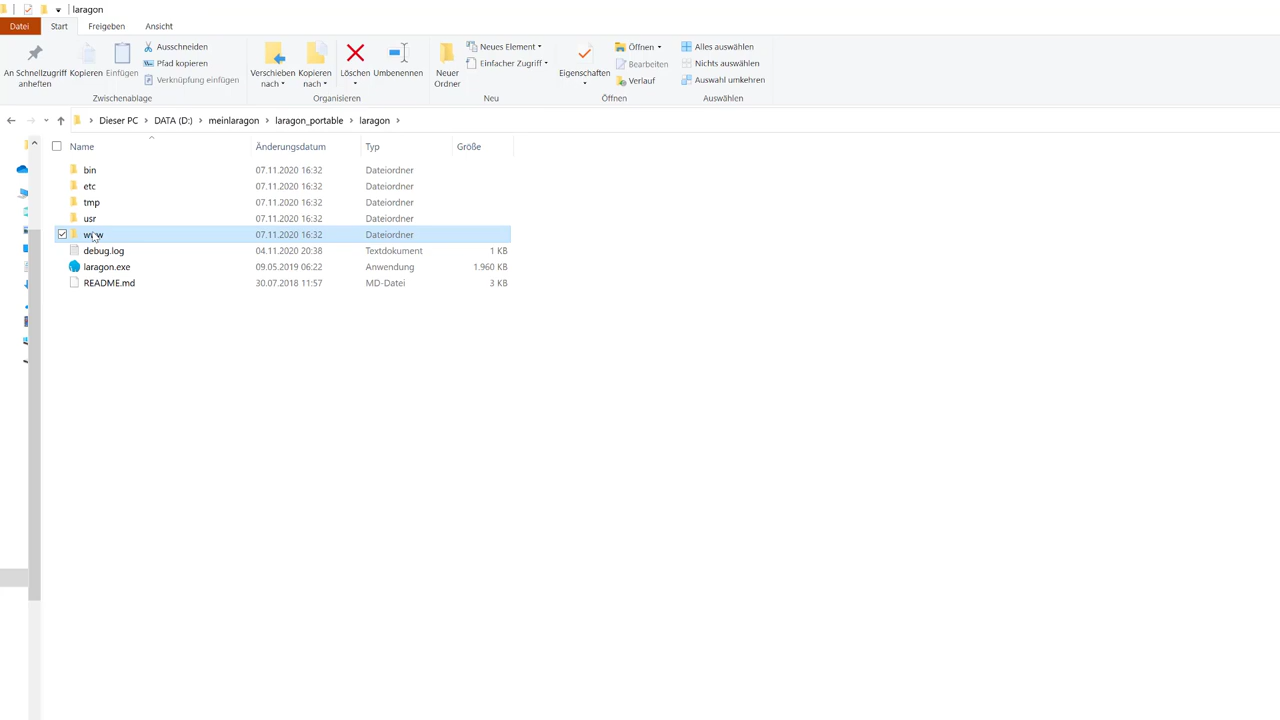 laragon
Datei Start Freigeben Ansicht
An Schnellzugriff anheften
Kopieren
Einfügen
Ausschneiden
Pfad kopieren
Verknüpfung einfügen
Zwischenablage
Verschieben nach
Kopieren nach
Löschen
Umbenennen
Organisieren
Neuer Ordner
Neues Element
Einfacher Zugriff
Neu
Eigenschaften
Öffnen
Bearbeiten
Verlauf
Öffnen
Alles auswählen
Nichts auswählen
Auswahl umkehren
Auswählen
Dieser PC DATA (D:) meinlaragon laragon_portable laragon
Name Änderungsdatum Typ Größe
bin 07.11.2020 16:32 Dateiordner
etc 07.11.2020 16:32 Dateiordner
tmp 07.11.2020 16:32 Dateiordner
usr 07.11.2020 16:32 Dateiordner
www 07.11.2020 16:32 Dateiordner
debug.log 04.11.2020 20:38 Textdokument 1 KB
laragon.exe 09.05.2019 06:22 Anwendung 1.960 KB
README.md 30.07.2018 11:57 MD-Datei 3 KB